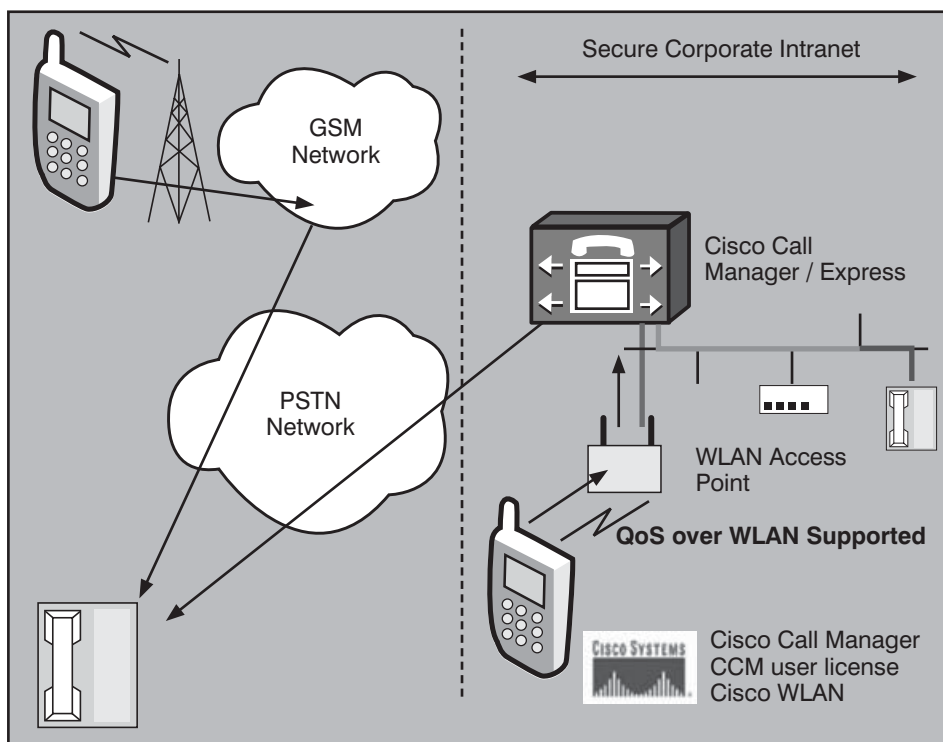 Secure Corporate Intranet
GSM
Network
Cisco Call
Manager / Express
PSTN
Network
WLAN Access
Point
QoS over WLAN Supported
CISCO SYSTEMS
Cisco Call Manager
CCM user license
Cisco WLAN